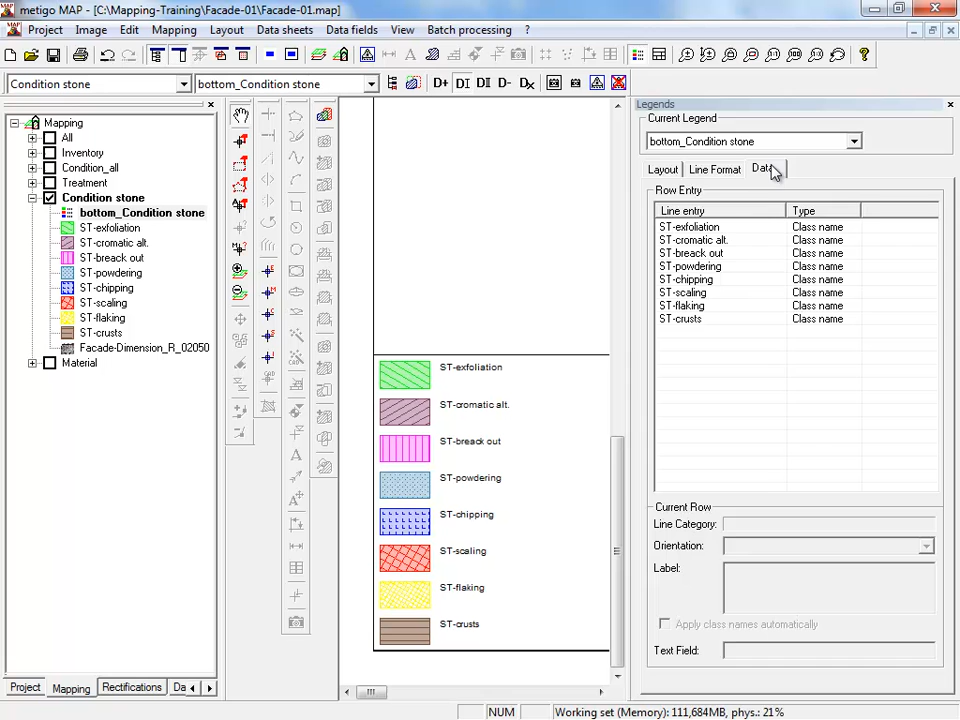 metigo MAP - [C:\Mapping-Training\Facade-01\Facade-01.map]
Project Image Edit Mapping Layout Data sheets Data fields View Batch processing ?
Condition stone
bottom_Condition stone
D+ D- Dx
Mapping
All
Inventory
Condition_all
Treatment
Condition stone
bottom_Condition stone
ST-exfoliation
ST-cromatic alt.
ST-breack out
ST-powdering
ST-chipping
ST-scaling
ST-flaking
ST-crusts
Facade-Dimension_R_02050
Material
Project Mapping Rectifications Da
ST-exfoliation
ST-cromatic alt.
ST-breack out
ST-powdering
ST-chipping
ST-scaling
ST-flaking
ST-crusts
Legends
Current Legend
bottom_Condition stone
Layout Line Format Data
Row Entry
Line entry Type
ST-exfoliation Class name
ST-cromatic alt. Class name
ST-breack out Class name
ST-powdering Class name
ST-chipping Class name
ST-scaling Class name
ST-flaking Class name
ST-crusts Class name
Current Row
Line Category:
Orientation:
Label:
Apply class names automatically
Text Field:
NUM Working set (Memory): 111,684MB, phys.: 21%